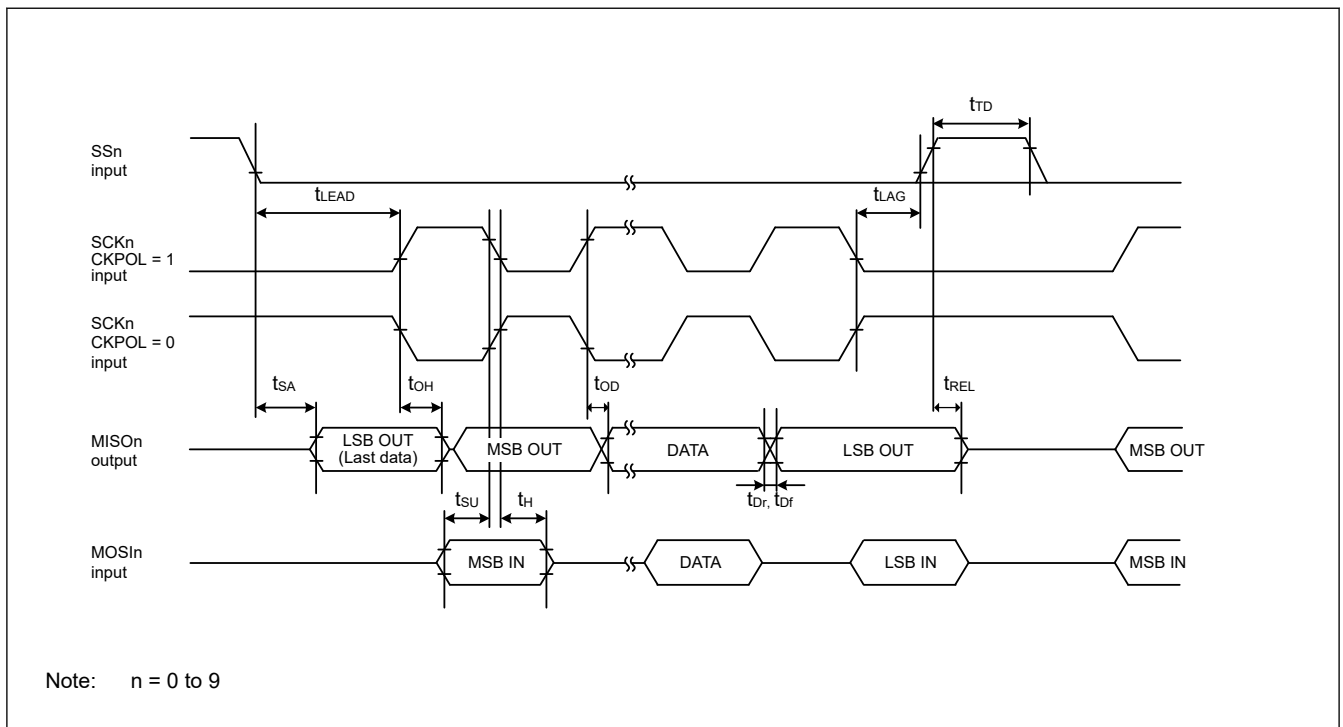 tTD
SSn
input
tLEAD
tLAG
SCKn
CKPOL = 1
input
SCKn
CKPOL = 0
input
tSA
tOH
tOD
tREL
MISOn
output
LSB OUT
(Last data)
MSB OUT
DATA
LSB OUT
MSB OUT
tSU
tH
tDr, tDf
MOSIn
input
MSB IN
DATA
LSB IN
MSB IN
Note: n = 0 to 9